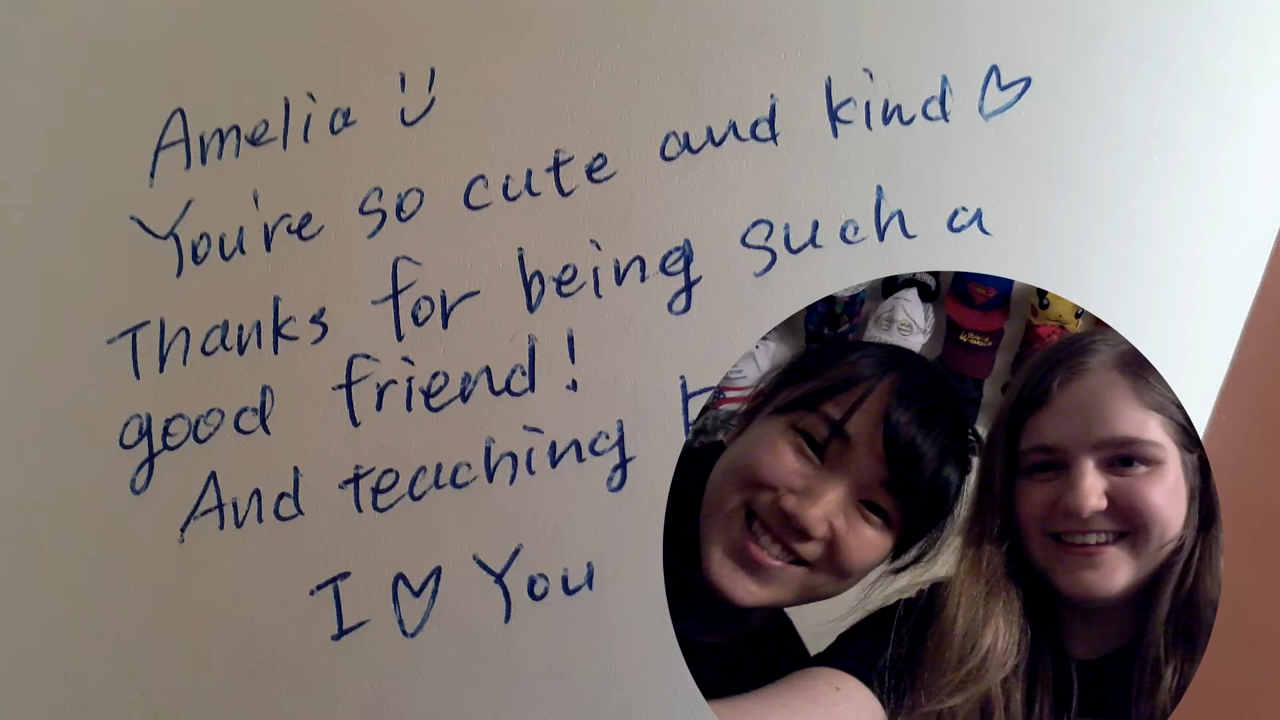 Amelia
You're so cute and kind
Thanks for being such a
good friend!
And teaching
I ♡ You